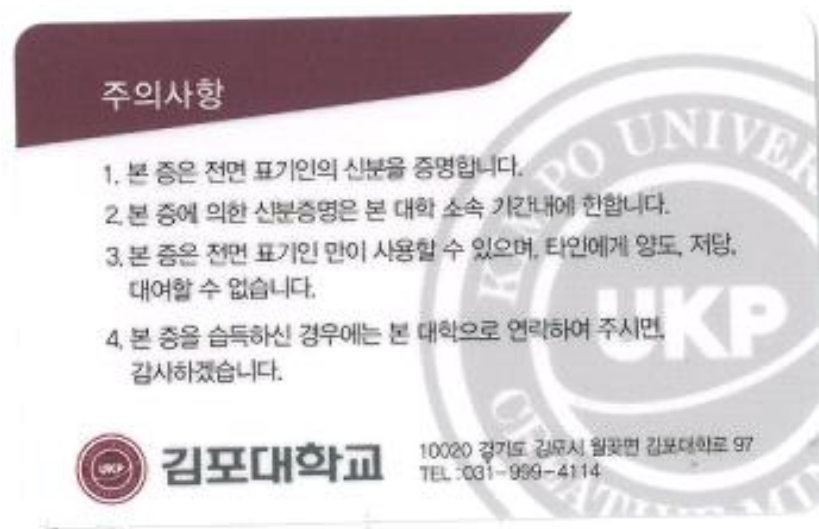 주의사항
1. 본 증은 전면 표기인의 신분을 증명합니다.
2. 본 증에 의한 신분증명은 본 대학 소속 기간내에 한합니다.
3. 본 증은 전면 표기인 만이 사용할 수 있으며, 타인에게 양도, 저당,
대여할 수 없습니다.
4. 본 증을 습득하신 경우에는 본 대학으로 연락하여 주시면,
감사하겠습니다.
KIMPO UNIVER
UKP
CREATING MIN
UKP
김포대학교
10020 경기도 김포시 월곶면 김포대학로 97
TEL :031-999-4114